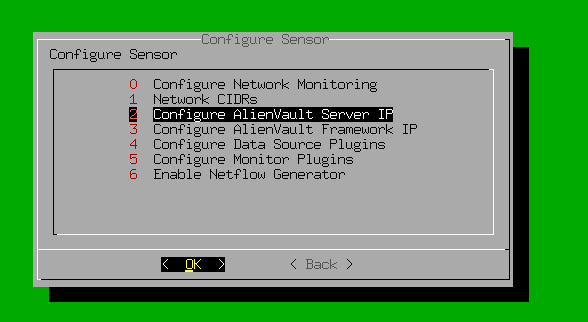 Configure Sensor
Configure Sensor
0 Configure Network Monitoring
1 Network CIDRs
2 Configure AlienVault Server IP
3 Configure AlienVault Framework IP
4 Configure Data Source Plugins
5 Configure Monitor Plugins
6 Enable Netflow Generator
< OK > < Back >